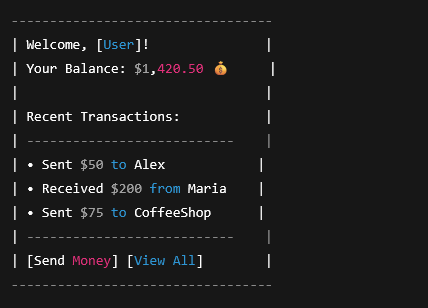 ----------------------------------
| Welcome, [User]!               |
| Your Balance: $1,420.50 💰     |
|                                |
| Recent Transactions:           |
| ---------------------------    |
| • Sent $50 to Alex            |
| • Received $200 from Maria    |
| • Sent $75 to CoffeeShop      |
| ---------------------------    |
| [Send Money] [View All]        |
----------------------------------